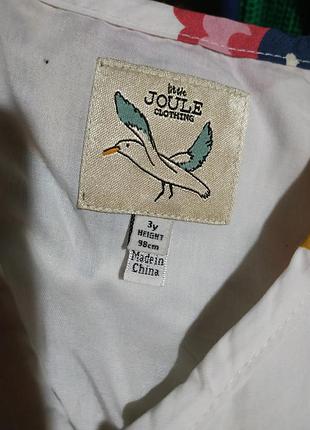 little
JOULE
CLOTHING
3y
HEIGHT
98cm
Made in
China